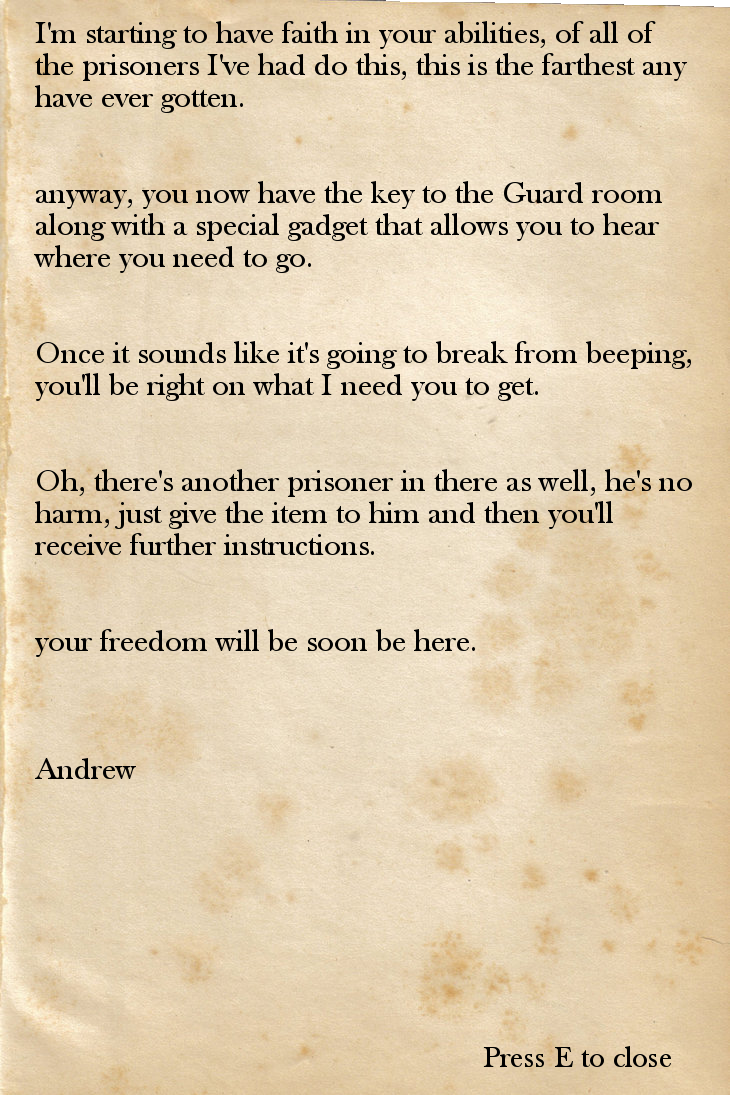 I'm starting to have faith in your abilities, of all of
the prisoners I've had do this, this is the farthest any
have ever gotten.
anyway, you now have the key to the Guard room
along with a special gadget that allows you to hear
where you need to go.
Once it sounds like it's going to break from beeping,
you'll be right on what I need you to get.
Oh, there's another prisoner in there as well, he's no
harm, just give the item to him and then you'll
receive further instructions.
your freedom will be soon be here.
Andrew
Press E to close